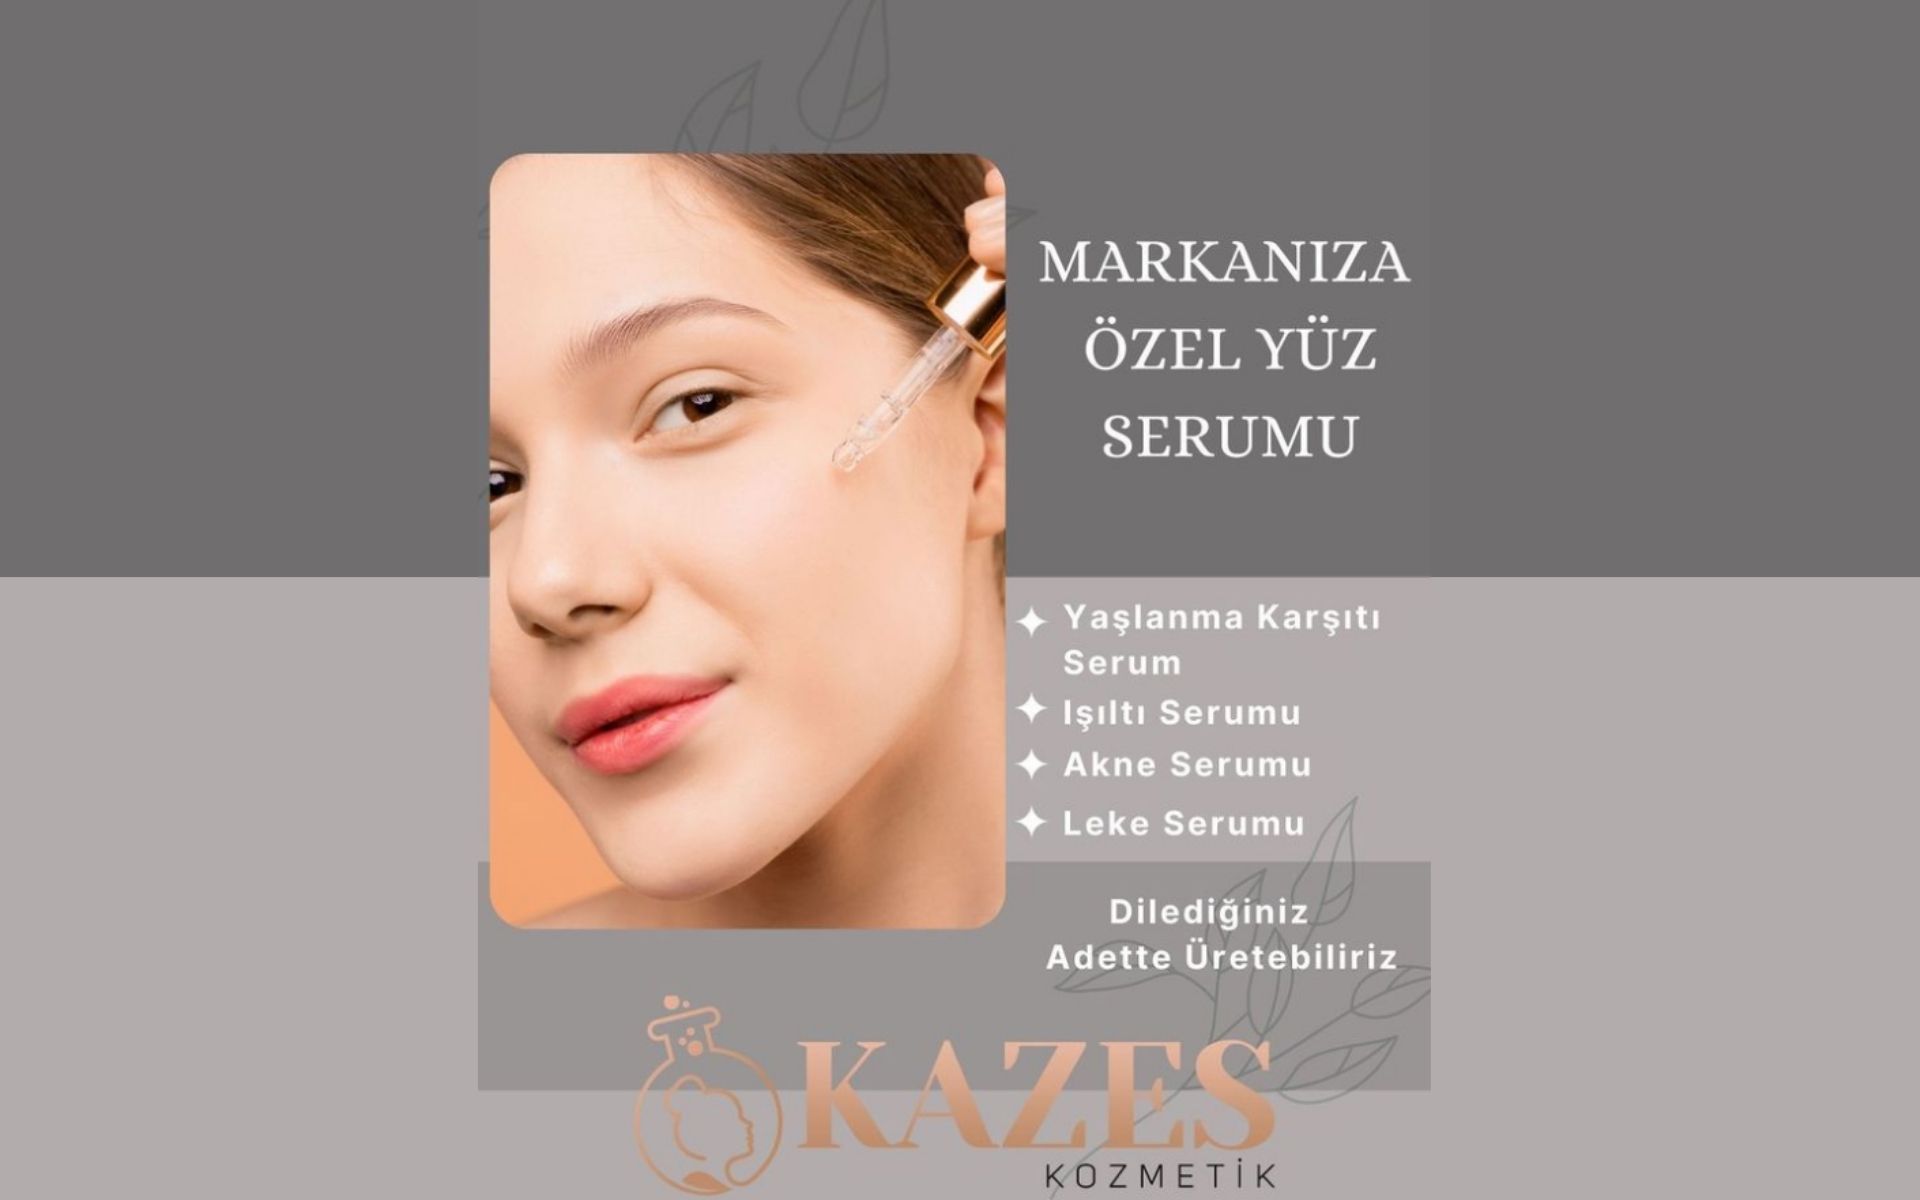 MARKANIZA
ÖZEL YÜZ
SERUMU
Yaşlanma Karşıtı
Serum
Işıltı Serumu
Akne Serumu
Leke Serumu
Dilediğiniz
Adette Üretebiliriz
KAZES
KOZMETİK